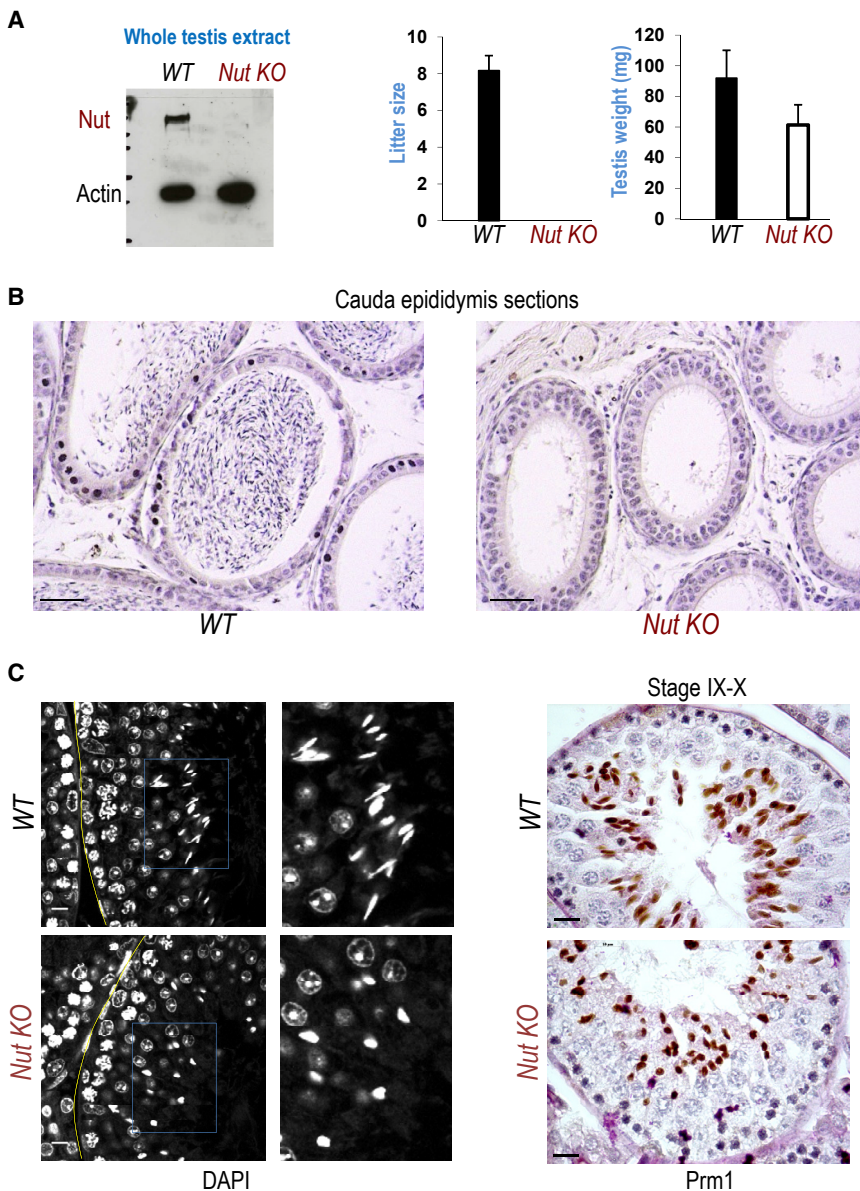 A
Whole testis extract
WT Nut KO
Nut
Actin
Litter size
10
8
6
4
2
0
WT Nut KO
Testis weight (mg)
120
100
80
60
40
20
0
WT Nut KO
B
Cauda epididymis sections
WT
Nut KO
C
Stage IX-X
WT
WT
Nut KO
Nut KO
DAPI
Prm1